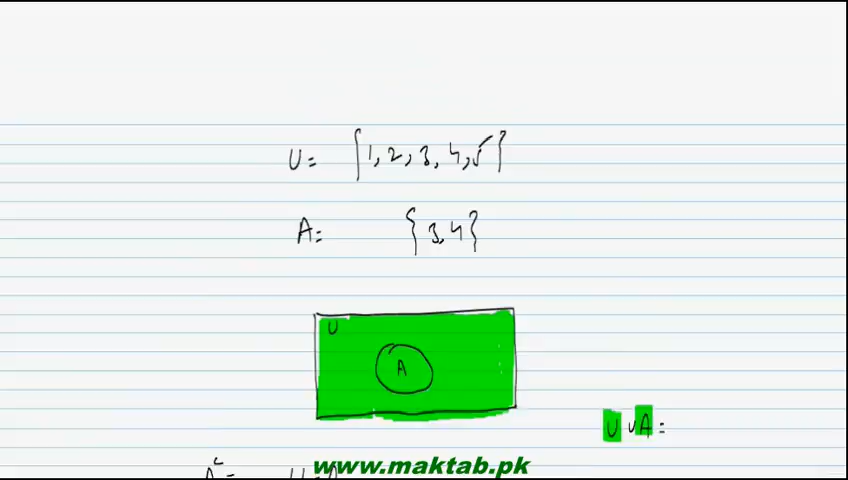 U = {1, 2, 3, 4, 5}
A = {3, 4}
U
A
U ∪ A =
www.maktab.pk